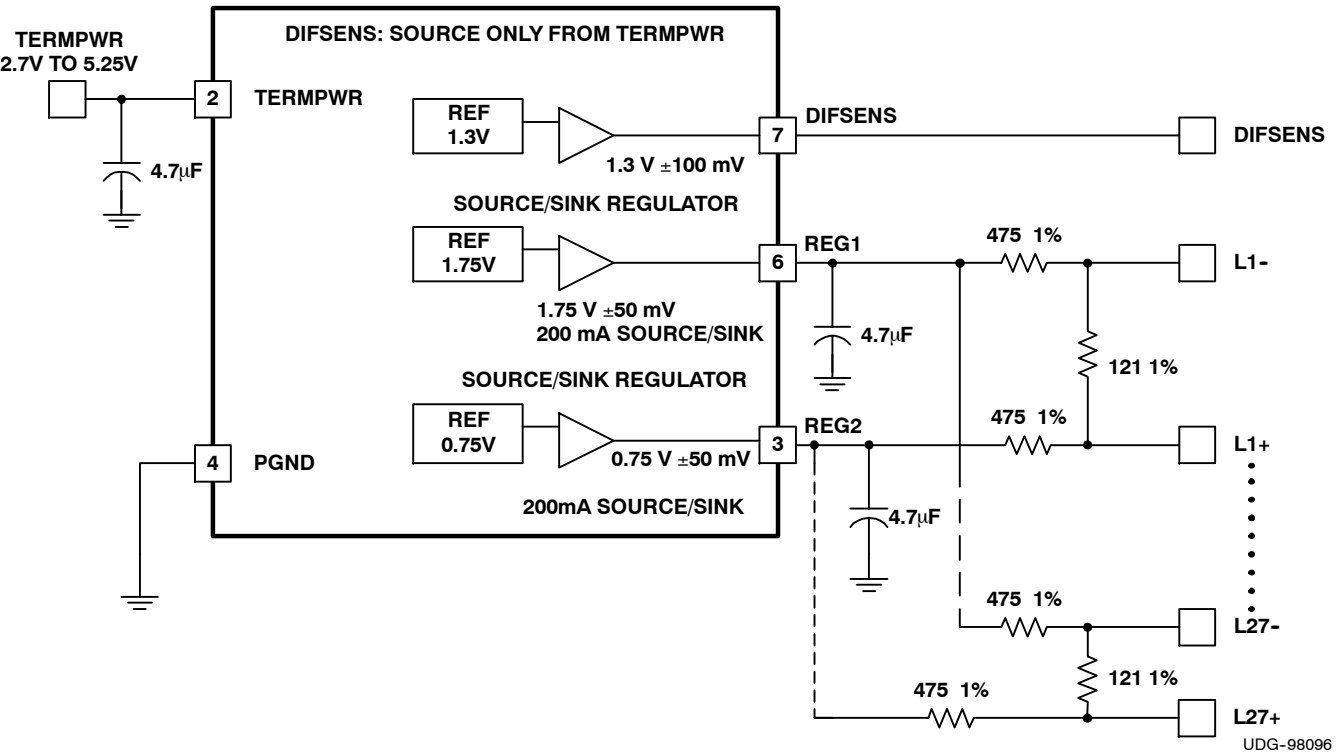 DIFSENS: SOURCE ONLY FROM TERMPWR
TERMPWR
2.7V TO 5.25V
2
TERMPWR
4.7µF
REF
1.3V
7
DIFSENS
DIFSENS
1.3 V ±100 mV
SOURCE/SINK REGULATOR
REF
1.75V
6
REG1
475 1%
L1-
1.75 V ±50 mV
200 mA SOURCE/SINK
4.7µF
121 1%
SOURCE/SINK REGULATOR
REF
0.75V
3
REG2
475 1%
L1+
0.75 V ±50 mV
4
PGND
200mA SOURCE/SINK
4.7µF
475 1%
L27-
121 1%
475 1%
L27+
UDG-98096